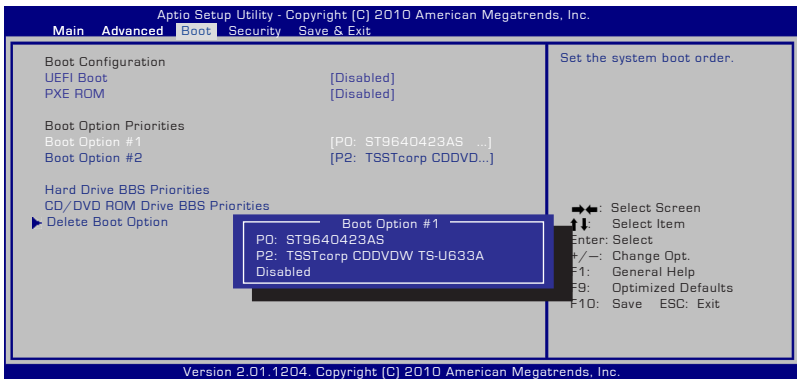 Aptio Setup Utility - Copyright (C) 2010 American Megatrends, Inc.
Main Advanced Boot Security Save & Exit
Boot Configuration
UEFI Boot [Disabled]
PXE ROM [Disabled]
Boot Option Priorities
Boot Option #1 [P0: ST9640423AS ...]
Boot Option #2 [P2: TSSTcorp CDDVD...]
Hard Drive BBS Priorities
CD/DVD ROM Drive BBS Priorities
Delete Boot Option
Boot Option #1
P0: ST9640423AS
P2: TSSTcorp CDDVDW TS-U633A
Disabled
Set the system boot order.
→←: Select Screen
↑↓: Select Item
Enter: Select
+/—: Change Opt.
F1: General Help
F9: Optimized Defaults
F10: Save ESC: Exit
Version 2.01.1204. Copyright (C) 2010 American Megatrends, Inc.